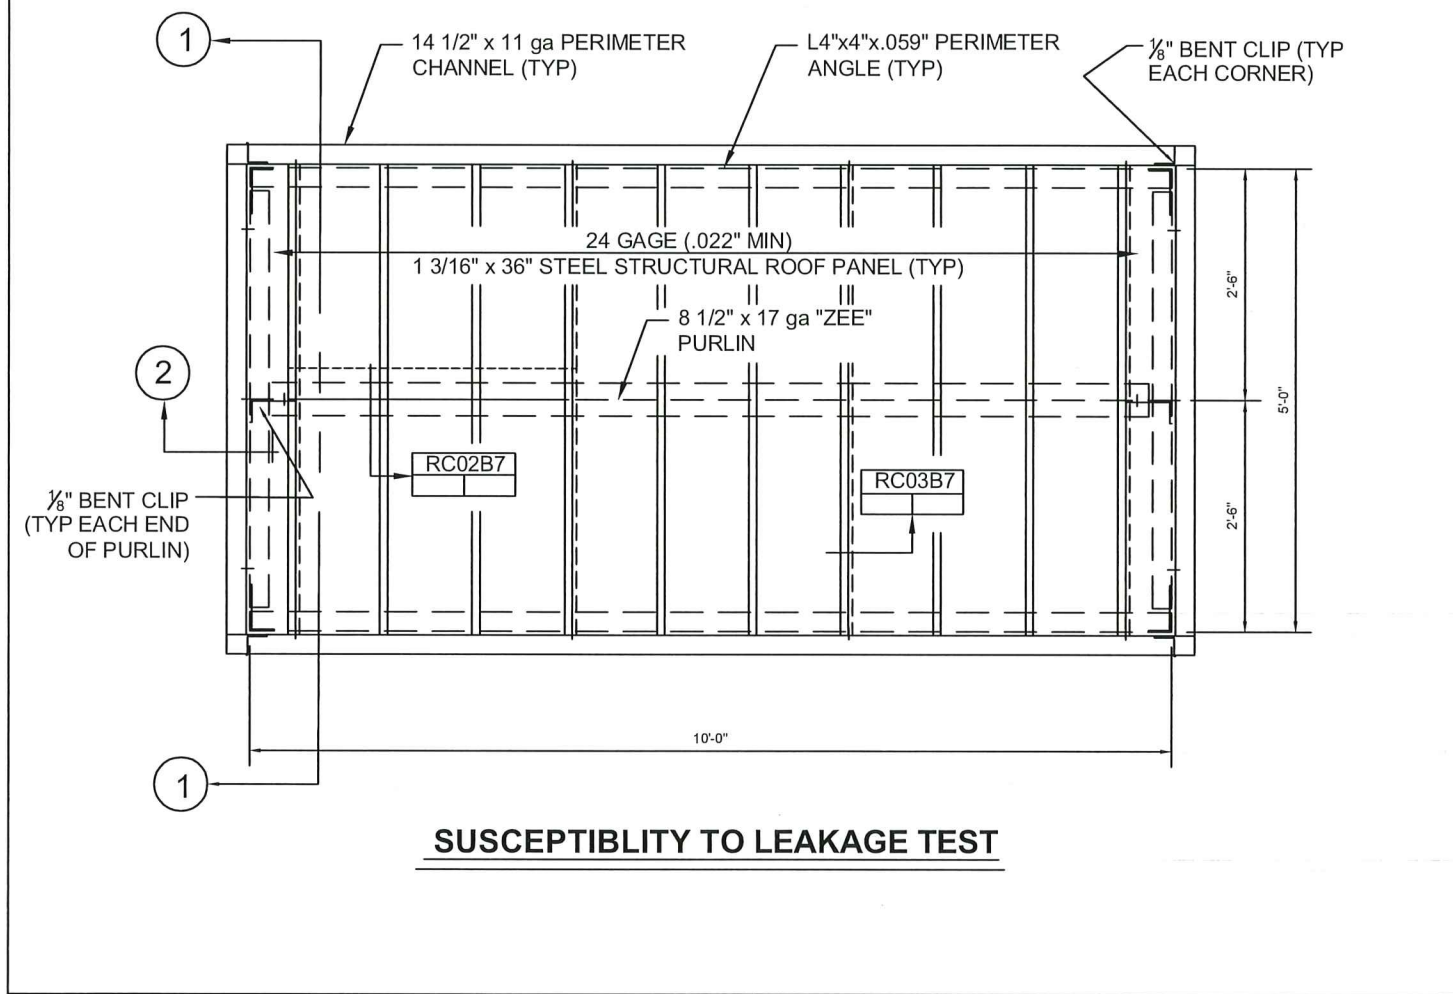 1
14 1/2" x 11 ga PERIMETER
CHANNEL (TYP)
L4"x4"x.059" PERIMETER
ANGLE (TYP)
⅛" BENT CLIP (TYP
EACH CORNER)
24 GAGE (.022" MIN)
1 3/16" x 36" STEEL STRUCTURAL ROOF PANEL (TYP)
2'-6"
8 1/2" x 17 ga "ZEE"
PURLIN
2
5'-0"
RC02B7
RC03B7
⅛" BENT CLIP
(TYP EACH END
OF PURLIN)
2'-6"
10'-0"
1
SUSCEPTIBLITY TO LEAKAGE TEST